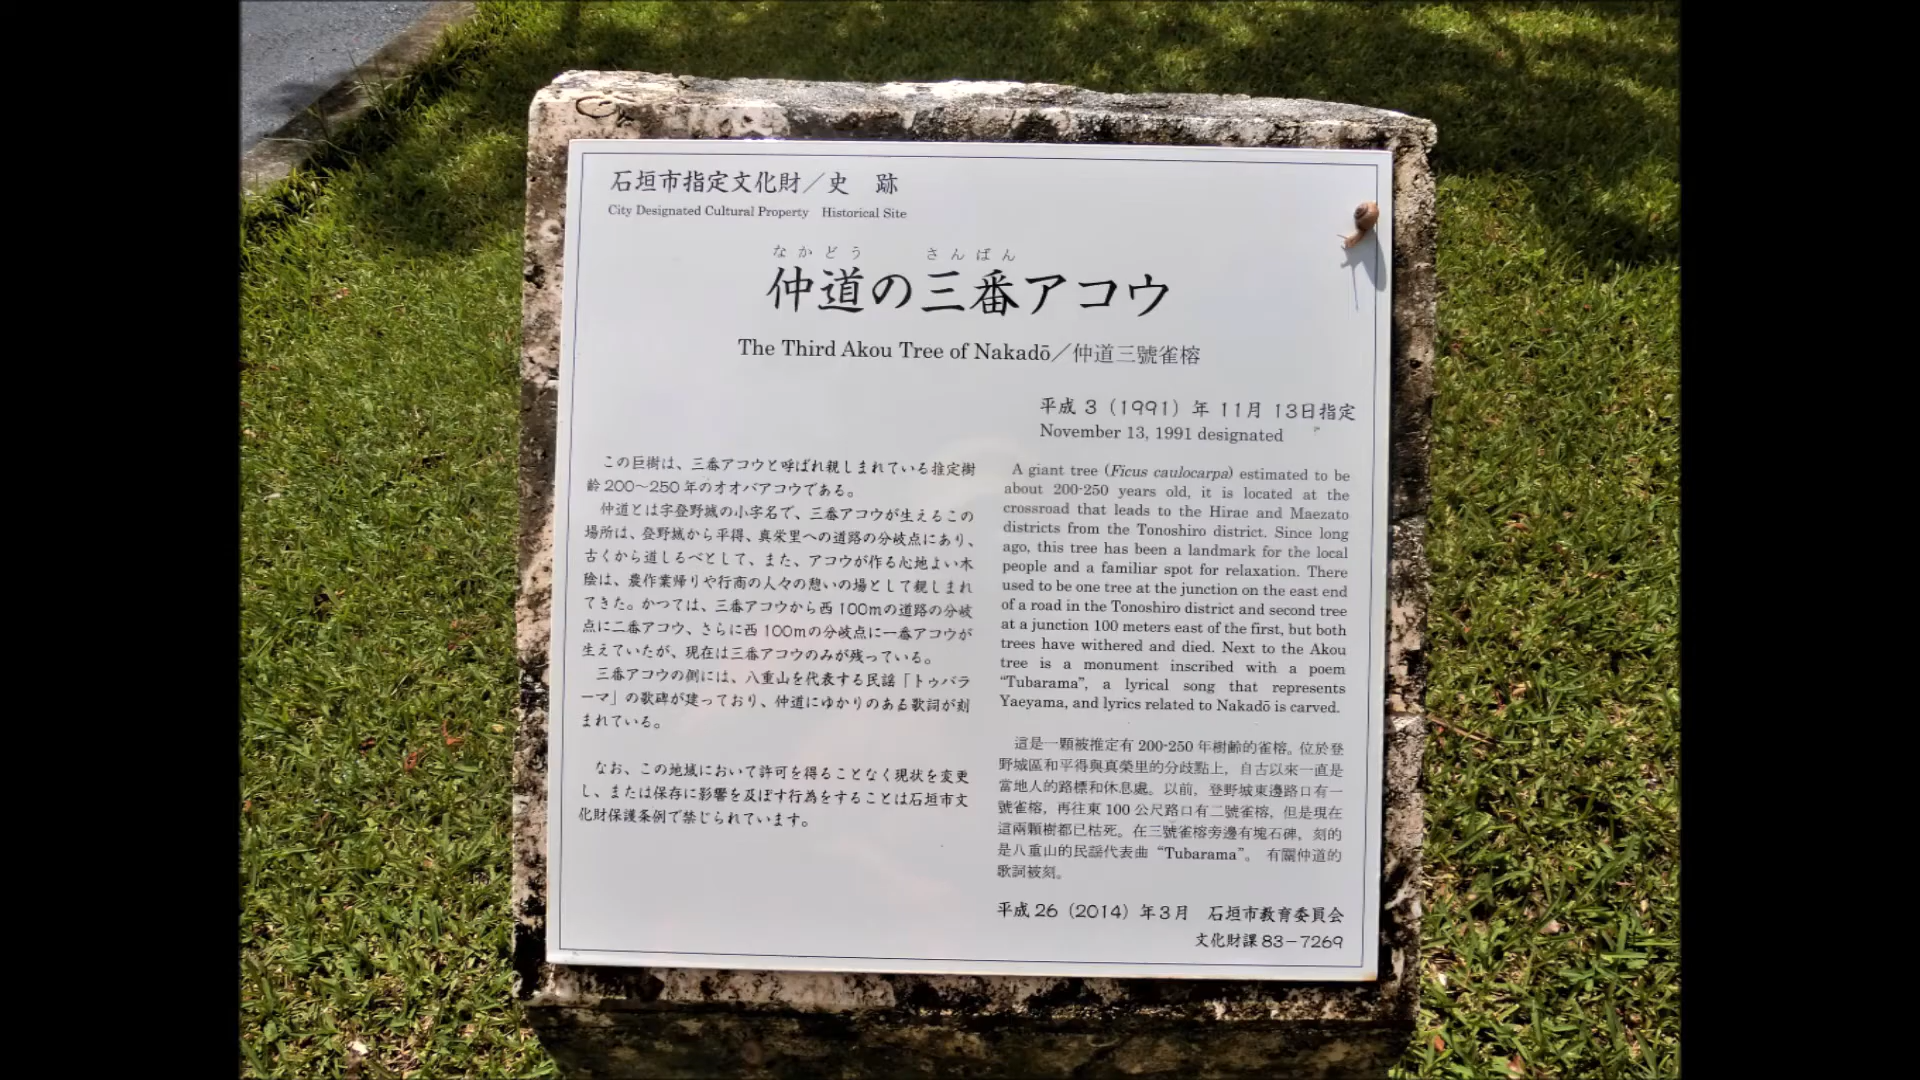 石垣市指定文化財／史　跡
City Designated Cultural Property　Historical Site
なかどう　さんばん
仲道の三番アコウ
The Third Akou Tree of Nakadō／仲道三號雀榕
平成 3（1991）年 11月 13日指定
November 13, 1991 designated
この巨樹は、三番アコウと呼ばれ親しまれている推定樹
齢 200～250 年のオオバアコウである。
仲道とは字登野城の小字名で、三番アコウが生えるこの
場所は、登野城から平得、真栄里への道路の分岐点にあり、
古くから道しるべとして、また、アコウが作る心地よい木
陰は、農作業帰りや行商の人々の憩いの場として親しまれ
てきた。かつては、三番アコウから西 100mの道路の分岐
点に二番アコウ、さらに西 100mの分岐点に一番アコウが
生えていたが、現在は三番アコウのみが残っている。
三番アコウの側には、八重山を代表する民謡「トゥバラ
ーマ」の歌碑が建っており、仲道にゆかりのある歌詞が刻
まれている。
なお、この地域において許可を得ることなく現状を変更
し、または保存に影響を及ぼす行為をすることは石垣市文
化財保護条例で禁じられています。
A giant tree (Ficus caulocarpa) estimated to be
about 200-250 years old, it is located at the
crossroad that leads to the Hirae and Maezato
districts from the Tonoshiro district. Since long
ago, this tree has been a landmark for the local
people and a familiar spot for relaxation. There
used to be one tree at the junction on the east end
of a road in the Tonoshiro district and second tree
at a junction 100 meters east of the first, but both
trees have withered and died. Next to the Akou
tree is a monument inscribed with a poem
“Tubarama”, a lyrical song that represents
Yaeyama, and lyrics related to Nakadō is carved.
這是一顆被推定有 200-250 年樹齡的雀榕。位於登
野城區和平得與真榮里的分歧點上，自古以來一直是
當地人的路標和休息處。以前，登野城東邊路口有一
號雀榕，再往東 100 公尺路口有二號雀榕，但是現在
這兩顆樹都已枯死。在三號雀榕旁邊有塊石碑，刻的
是八重山的民謠代表曲 “Tubarama”。 有關仲道的
歌詞被刻。
平成 26（2014）年 3 月　石垣市教育委員会
文化財課 83－7269